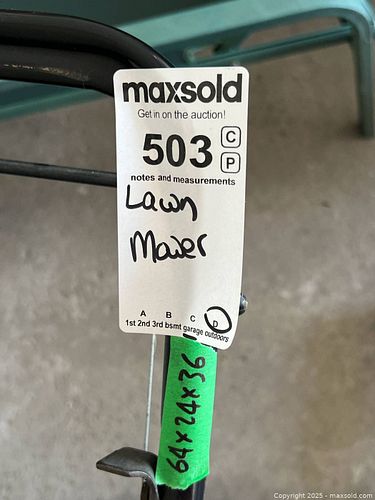 maxsold
Get in on the auction!
503
C
P
notes and measurements
Lawn
Mower
A B C D
1st 2nd 3rd bsmt garage outdoors
64x24x36"
Copyright © 2025 - maxsold.com